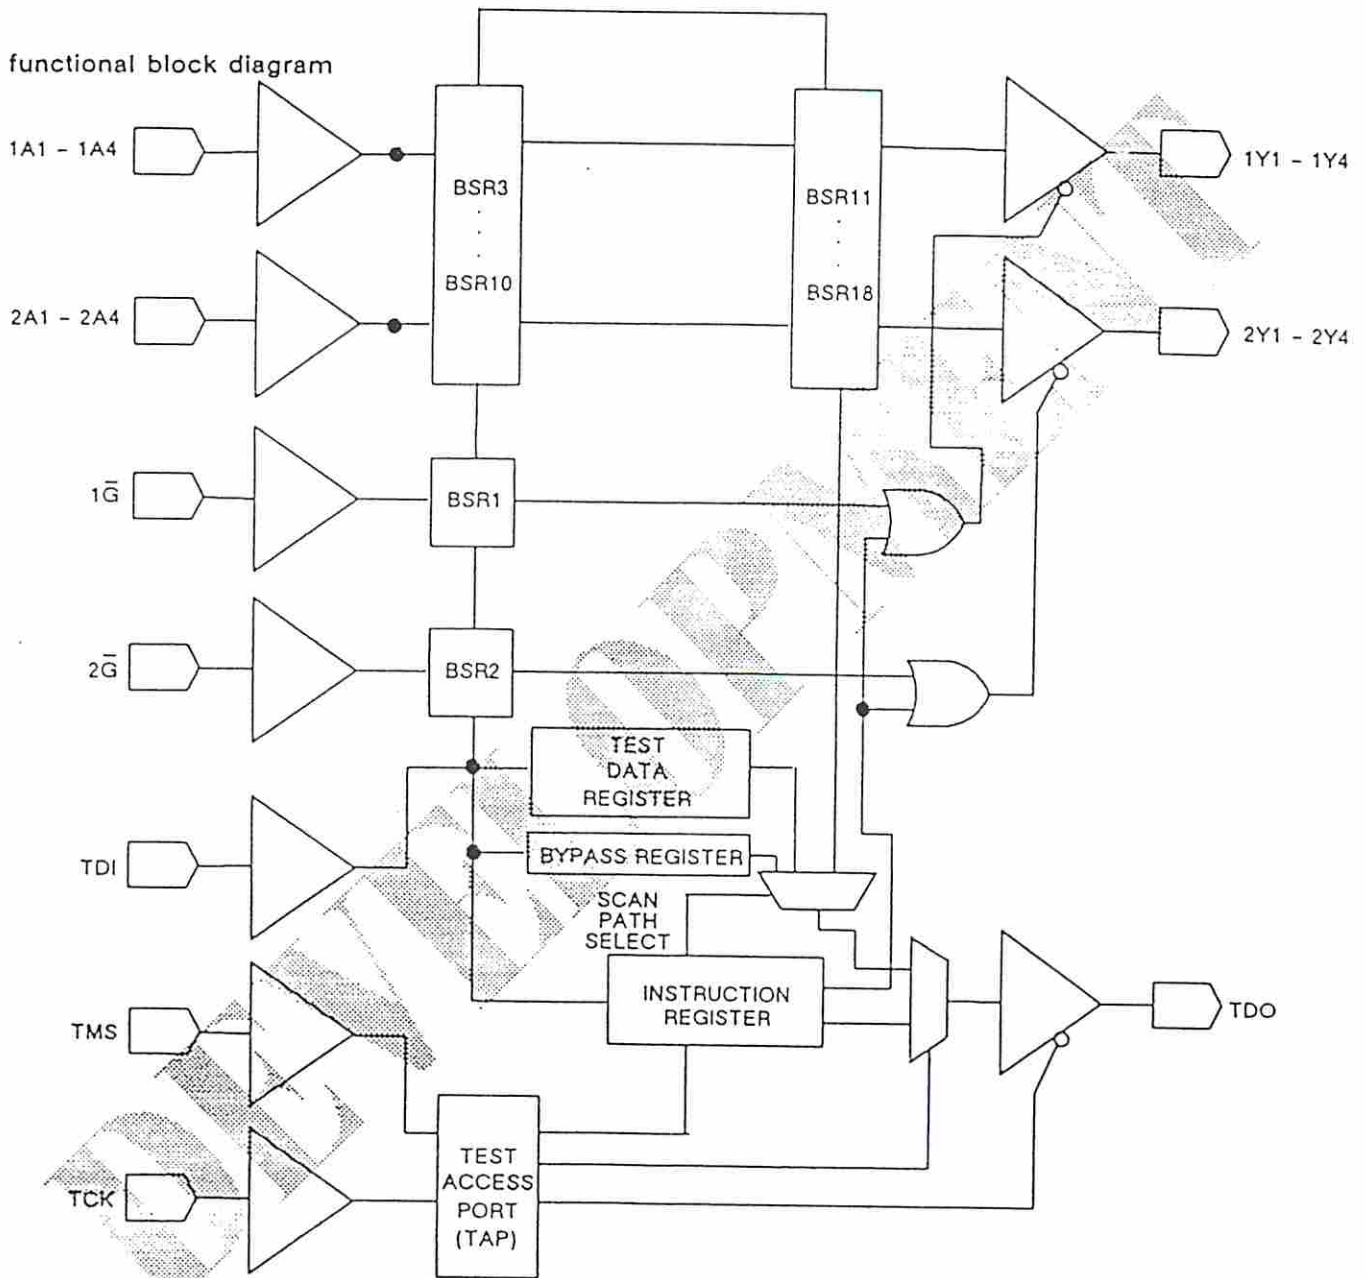 functional block diagram
1A1 - 1A4
BSR3
BSR10
BSR11
BSR18
1Y1 - 1Y4
2A1 - 2A4
2Y1 - 2Y4
1G̅
BSR1
2G̅
BSR2
TEST
DATA
REGISTER
TDI
BYPASS REGISTER
SCAN
PATH
SELECT
INSTRUCTION
REGISTER
TMS
TDO
TCK
TEST
ACCESS
PORT
(TAP)